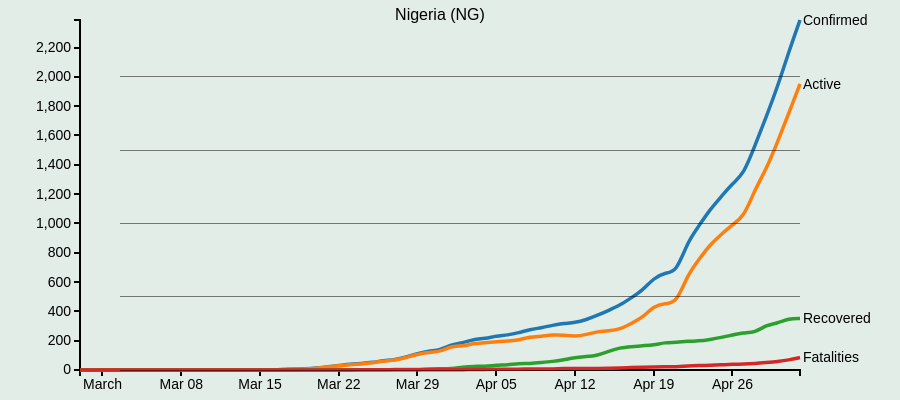 Nigeria (NG)
Confirmed
2,200
2,000
Active
1,800
1,600
1,400
1,200
1,000
800
600
400
Recovered
200
Fatalities
0
March Mar 08 Mar 15 Mar 22 Mar 29 Apr 05 Apr 12 Apr 19 Apr 26